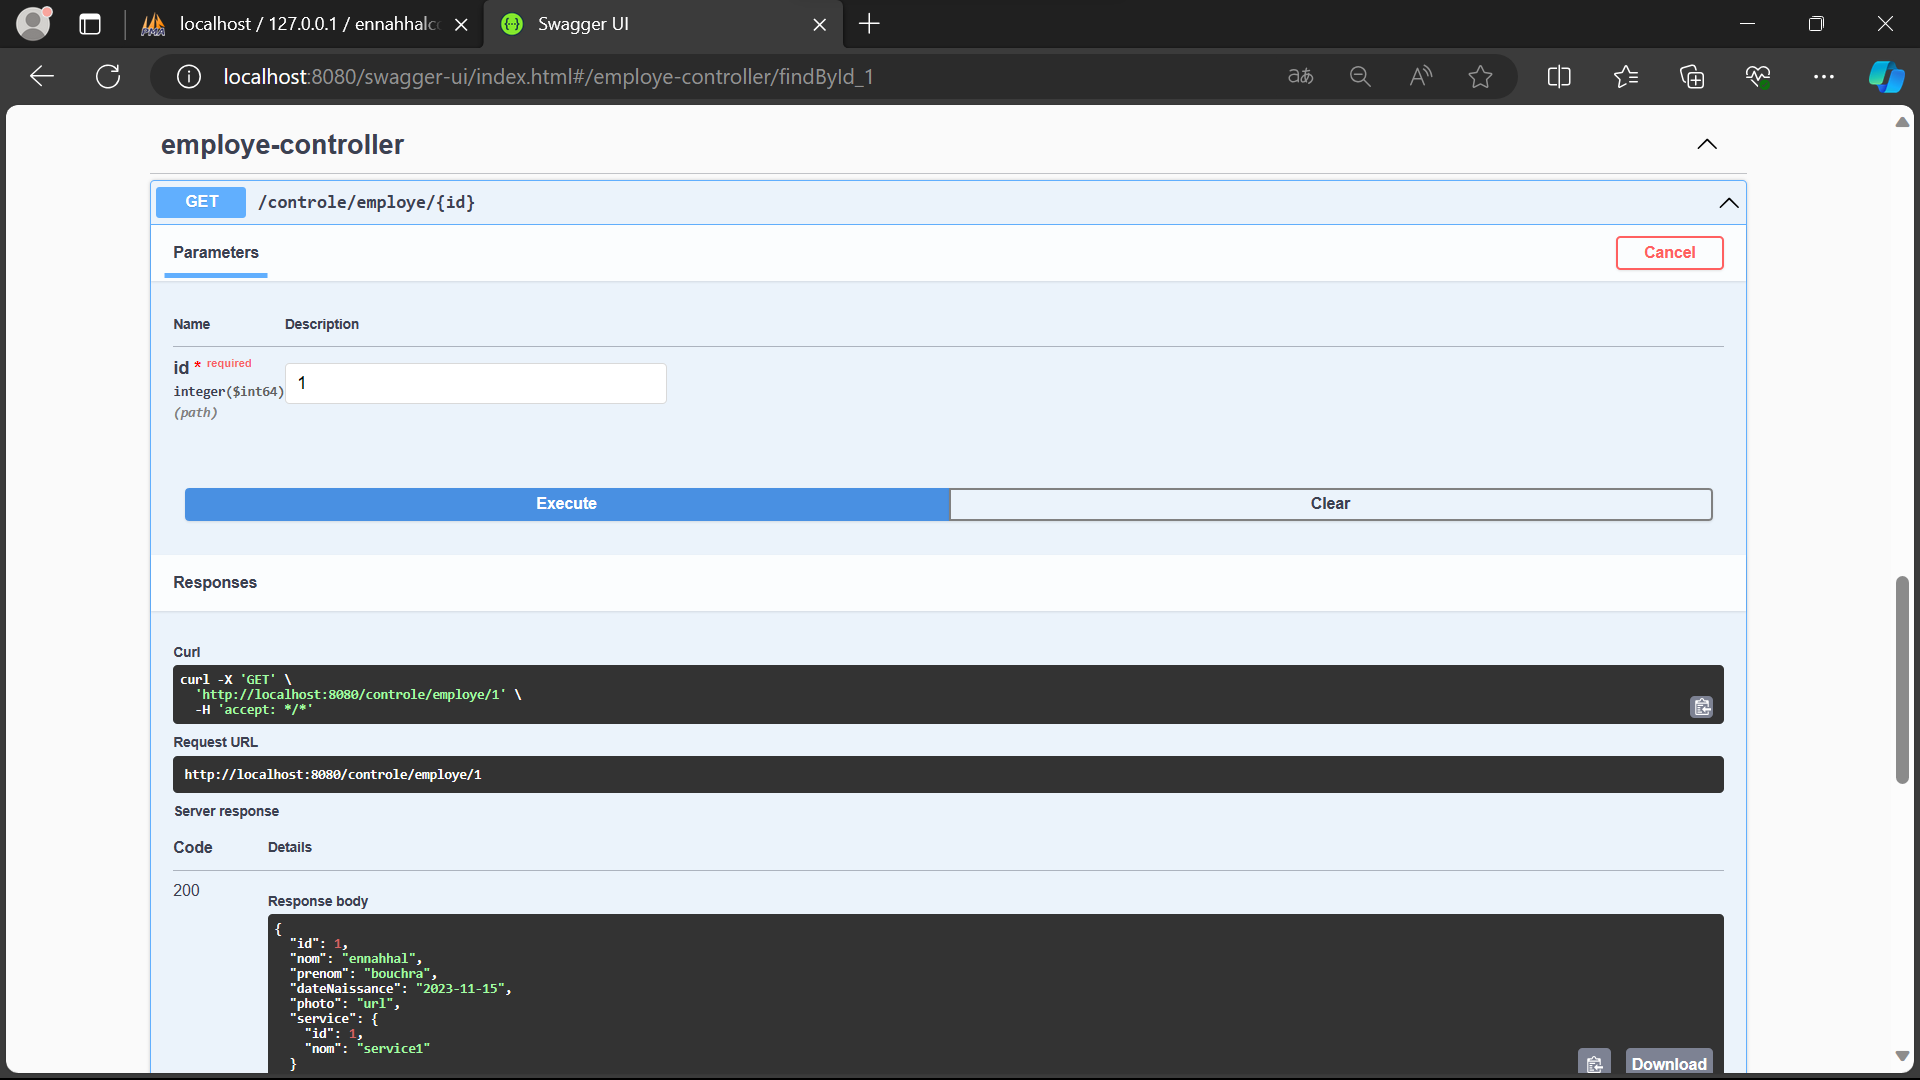 localhost / 127.0.0.1 / ennahhalc
Swagger UI
localhost:8080/swagger-ui/index.html#/employe-controller/findById_1
employe-controller
GET /controle/employe/{id}
Parameters
Cancel
Name Description
id * required
integer($int64)
(path)
1
Execute
Clear
Responses
Curl
curl -X 'GET' \
'http://localhost:8080/controle/employe/1' \
-H 'accept: */*'
Request URL
http://localhost:8080/controle/employe/1
Server response
Code Details
200
Response body
{
"id": 1,
"nom": "ennahhal",
"prenom": "bouchra",
"dateNaissance": "2023-11-15",
"photo": "url",
"service": {
"id": 1,
"nom": "service1"
}
Download